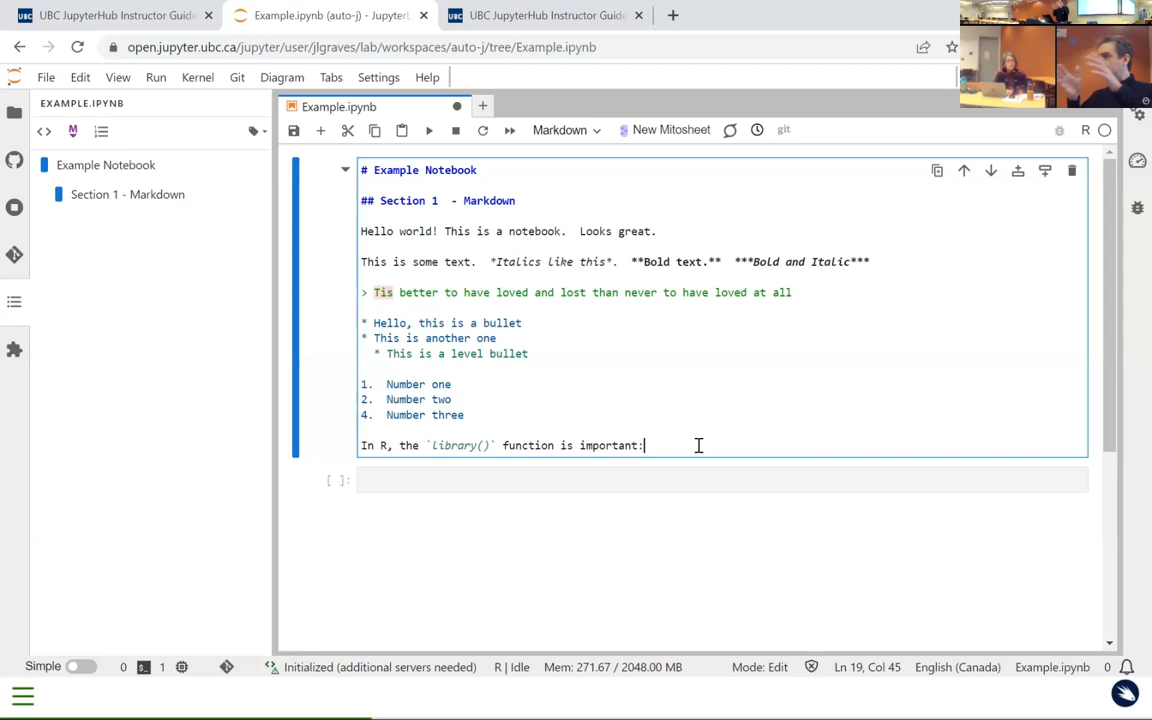 UBC JupyterHub Instructor Guide
Example.ipynb (auto-j) - JupyterL
UBC JupyterHub Instructor Guide
open.jupyter.ubc.ca/jupyter/user/jlgraves/lab/workspaces/auto-j/tree/Example.ipynb
File Edit View Run Kernel Git Diagram Tabs Settings Help
EXAMPLE.IPYNB
Example Notebook
Section 1 - Markdown
Example.ipynb
Markdown
New Mitosheet
git
R
# Example Notebook
## Section 1  - Markdown
Hello world! This is a notebook.  Looks great.
This is some text.  *Italics like this*.  **Bold text.**  ***Bold and Italic***
> Tis better to have loved and lost than never to have loved at all
* Hello, this is a bullet
* This is another one
  * This is a level bullet
1.  Number one
2.  Number two
4.  Number three
In R, the `library()` function is important:
[ ]:
Simple 0 1 Initialized (additional servers needed) R | Idle Mem: 271.67 / 2048.00 MB Mode: Edit Ln 19, Col 45 English (Canada) Example.ipynb 0